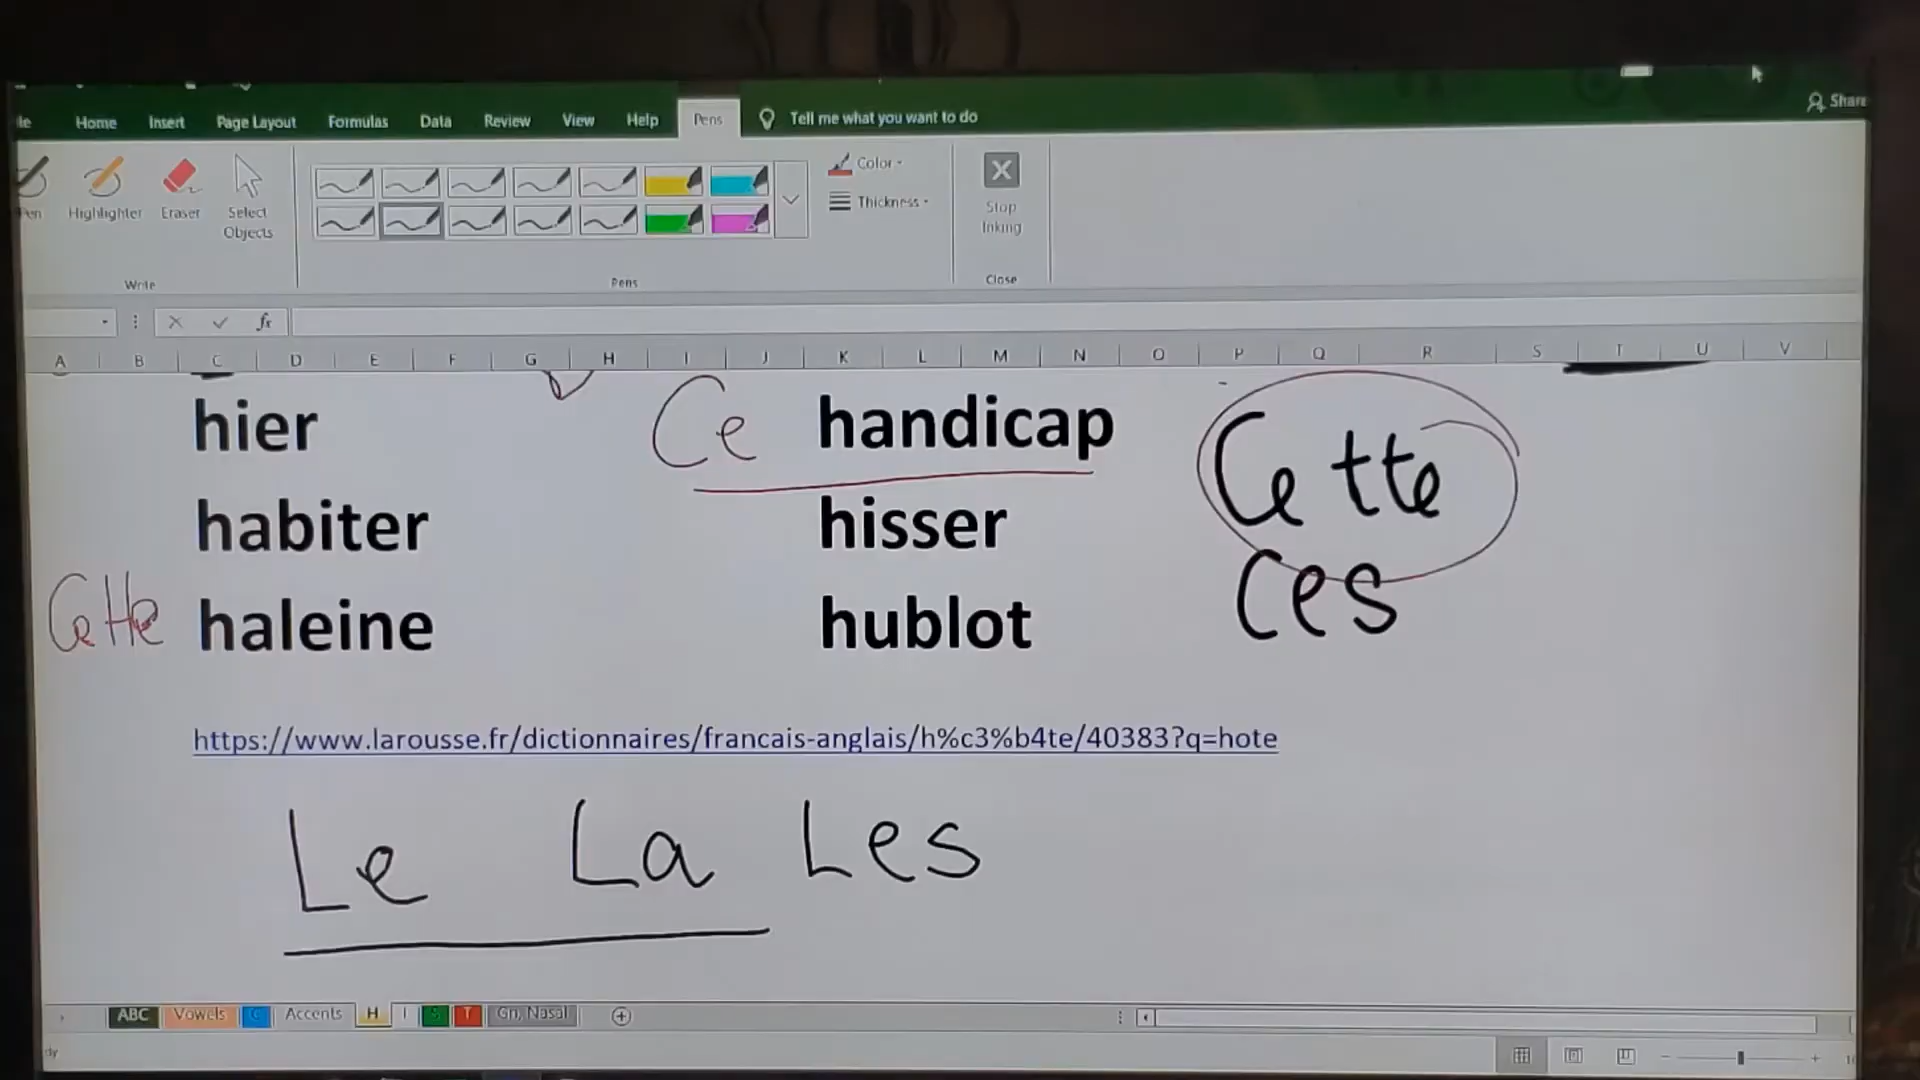 Home Insert Page Layout Formulas Data Review View Help Pens Tell me what you want to do Share
Pen Highlighter Eraser Select Objects Color Thickness Stop Inking
Write Pens Close
fx
A B C D E F G H I J K L M N O P Q R S T U V
hier Ce handicap Cette
habiter hisser
Cette haleine hublot Ces
https://www.larousse.fr/dictionnaires/francais-anglais/h%c3%b4te/40383?q=hote
Le La Les
ABC Vowels C Accents H I S T Gn, Nasal